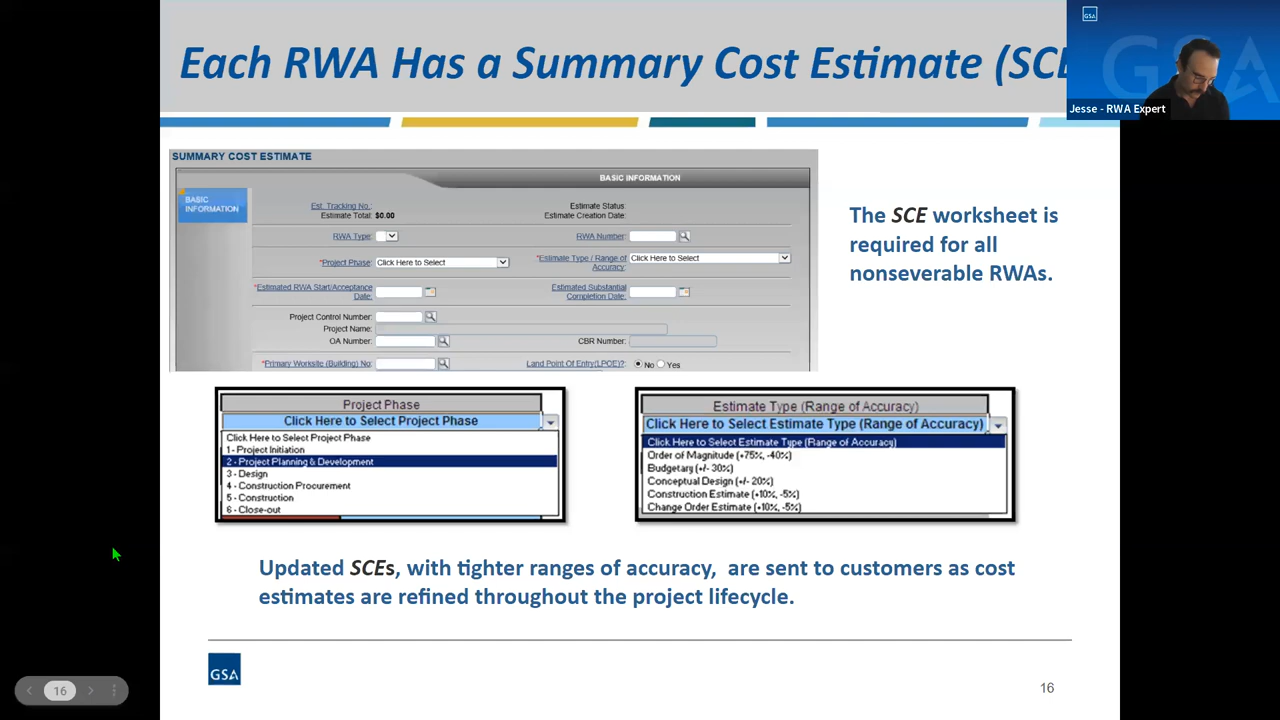 Each RWA Has a Summary Cost Estimate (SCE
GSA
GSA
Jesse - RWA Expert
SUMMARY COST ESTIMATE
BASIC INFORMATION
BASIC
INFORMATION
Est. Tracking No.:
Estimate Status:
Estimate Total: $0.00
Estimate Creation Date:
RWA Type:
RWA Number:
*Project Phase: Click Here to Select
*Estimate Type / Range of
Accuracy: Click Here to Select
*Estimated RWA Start/Acceptance
Date:
Estimated Substantial
Completion Date:
Project Control Number:
Project Name:
OA Number:
CBR Number:
*Primary Worksite (Building) No:
Land Point Of Entry(LPOE)?: No Yes
The SCE worksheet is
required for all
nonseverable RWAs.
Project Phase
Click Here to Select Project Phase
Click Here to Select Project Phase
1 - Project Initiation
2 - Project Planning & Development
3 - Design
4 - Construction Procurement
5 - Construction
6 - Close-out
Estimate Type (Range of Accuracy)
Click Here to Select Estimate Type (Range of Accuracy)
Click Here to Select Estimate Type (Range of Accuracy)
Order of Magnitude (+75%, -40%)
Budgetary (+/- 30%)
Conceptual Design (+/- 20%)
Construction Estimate (+10%, -5%)
Change Order Estimate (+10%, -5%)
Updated SCEs, with tighter ranges of accuracy, are sent to customers as cost
estimates are refined throughout the project lifecycle.
GSA
16
16